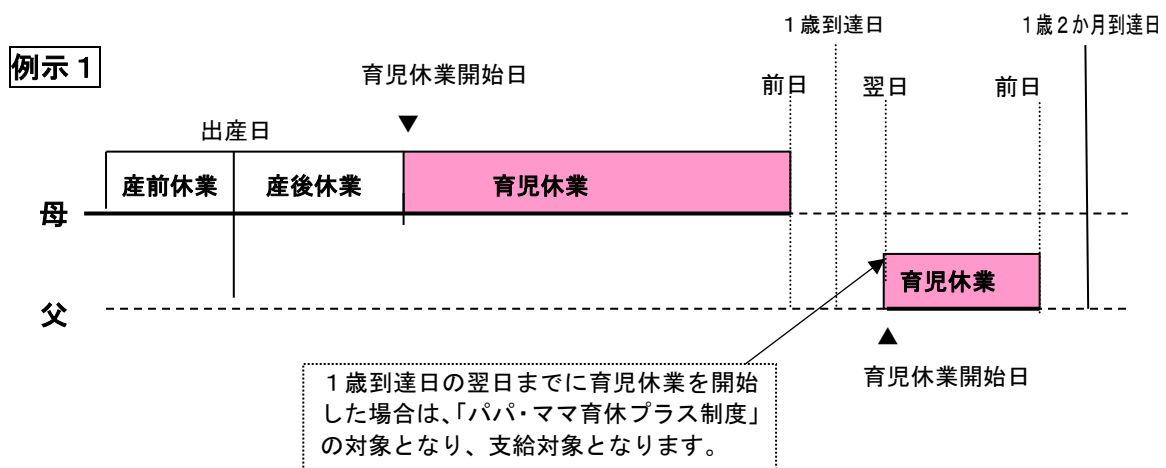 １歳到達日
１歳２か月到達日
例示１
育児休業開始日
前日
翌日
前日
出産日
▼
産前休業
産後休業
育児休業
母
育児休業
父
▲
育児休業開始日
１歳到達日の翌日までに育児休業を開始
した場合は、「パパ・ママ育休プラス制度」
の対象となり、支給対象となります。